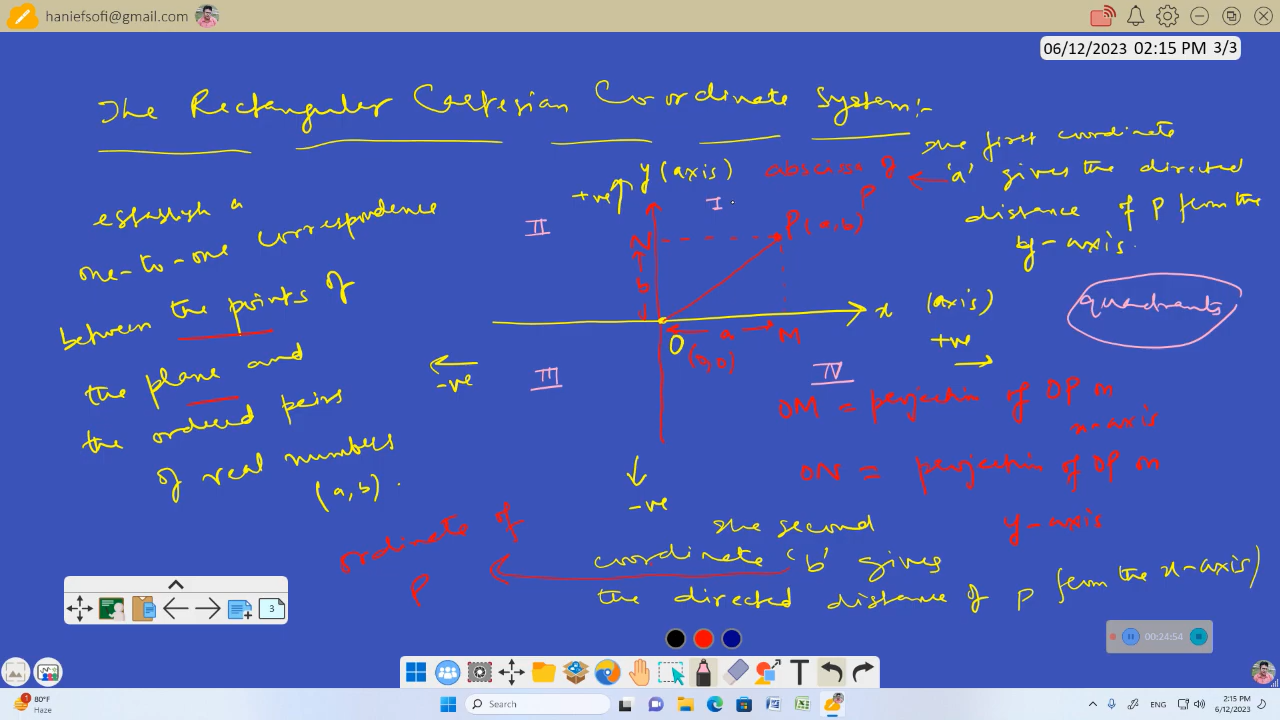 haniefsofi@gmail.com
06/12/2023 02:15 PM 3/3
The Rectangular Cartesian Coordinate System:-
establish a
one-to-one correspondence
between the points of
the plane and
the ordered pairs
of real numbers
(a,b).
+ve
y (axis)
I
II
III
IV
N
P(a,b)
b
a
O
(0,0)
M
x (axis)
+ve
-ve
-ve
abscissa of
P
The first coordinate
'a' gives the directed
distance of P from the
y-axis.
quadrants
OM = projection of OP on
x-axis
ON = projection of OP on
y-axis
ordinate of
P
The second
coordinate 'b' gives
the directed distance of P from the x-axis)
3
00:24:54
T
80°F
Haze
Search
ENG
2:15 PM
6/12/2023